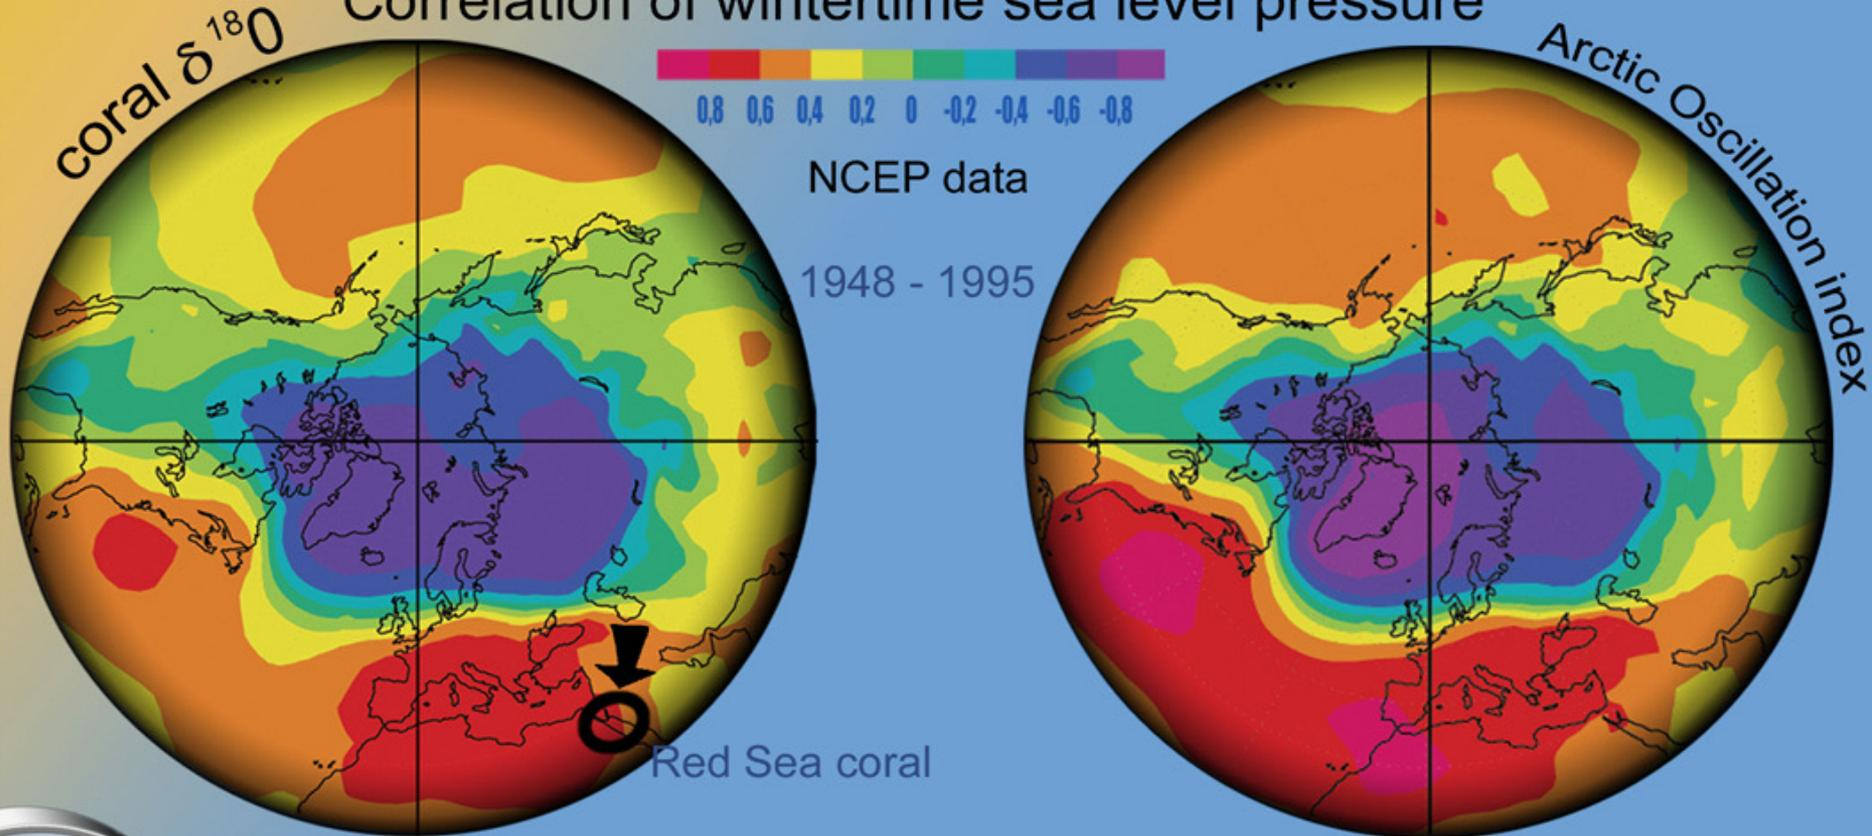 Correlation of wintertime sea level pressure
coral δ¹⁸O
0,8 0,6 0,4 0,2 0 -0,2 -0,4 -0,6 -0,8
NCEP data
1948 - 1995
Arctic Oscillation index
Red Sea coral